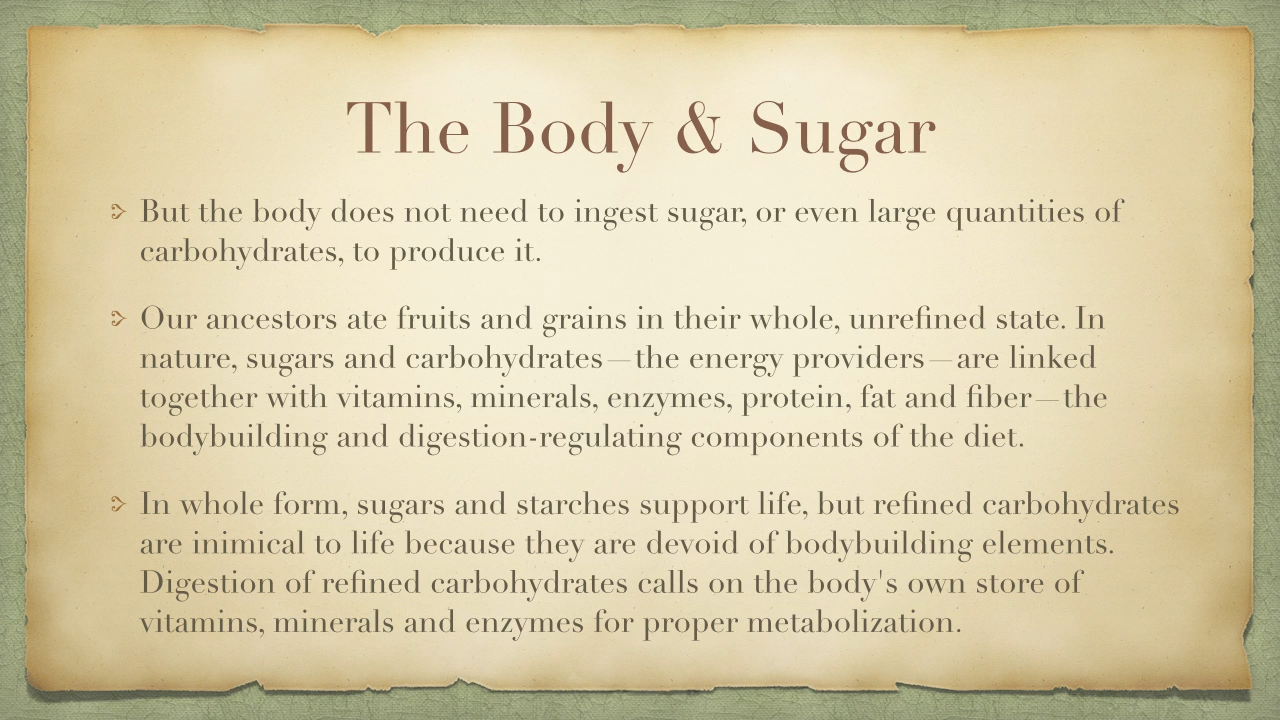 The Body & Sugar
But the body does not need to ingest sugar, or even large quantities of
carbohydrates, to produce it.
Our ancestors ate fruits and grains in their whole, unrefined state. In
nature, sugars and carbohydrates—the energy providers—are linked
together with vitamins, minerals, enzymes, protein, fat and fiber—the
bodybuilding and digestion-regulating components of the diet.
In whole form, sugars and starches support life, but refined carbohydrates
are inimical to life because they are devoid of bodybuilding elements.
Digestion of refined carbohydrates calls on the body's own store of
vitamins, minerals and enzymes for proper metabolization.